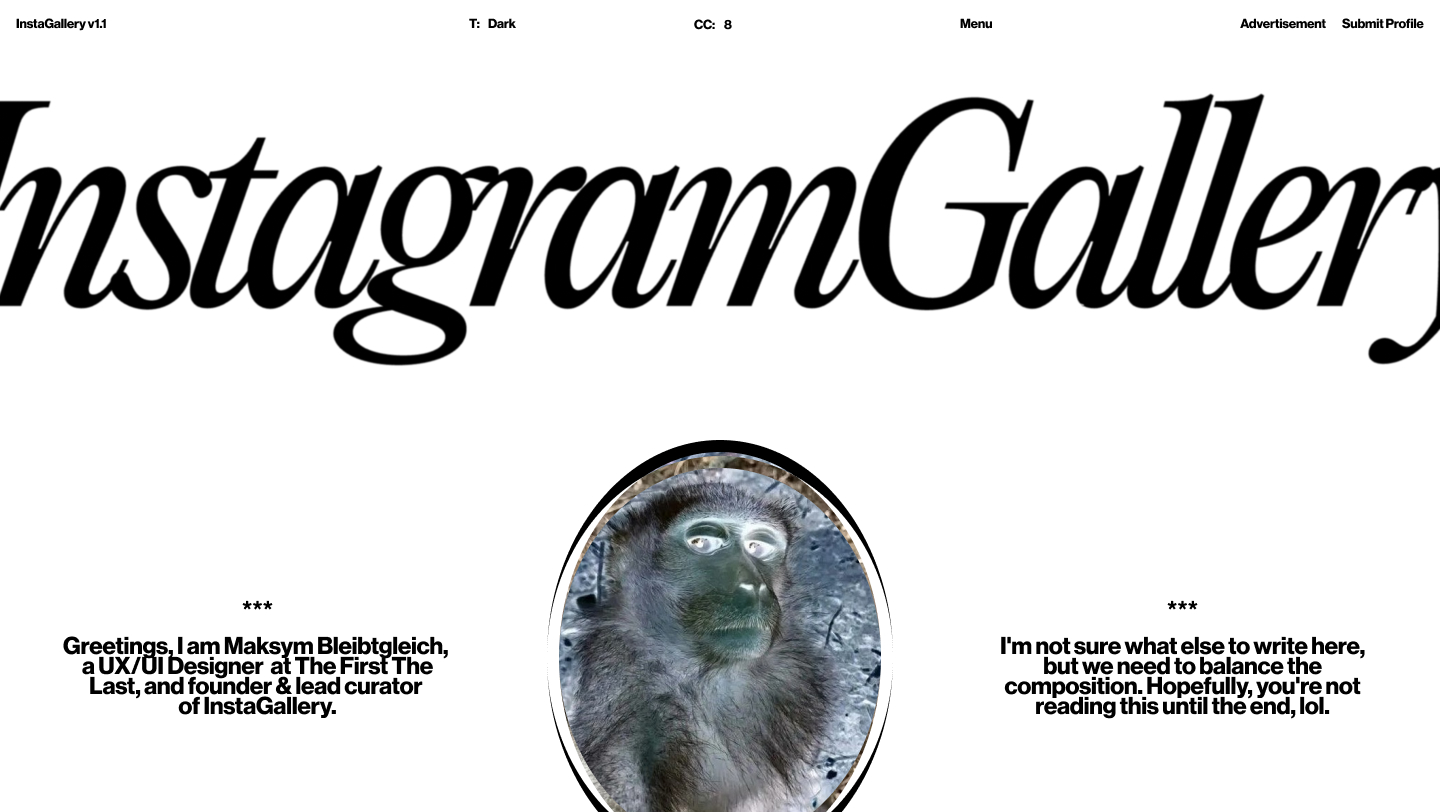 InstaGallery v1.1
T: Dark
CC: 8
Menu
Advertisement
Submit Profile
InstagramGallery
***
Greetings, I am Maksym Bleibtgleich,
a UX/UI Designer at The First The
Last, and founder & lead curator
of InstaGallery.
***
I'm not sure what else to write here,
but we need to balance the
composition. Hopefully, you're not
reading this until the end, lol.